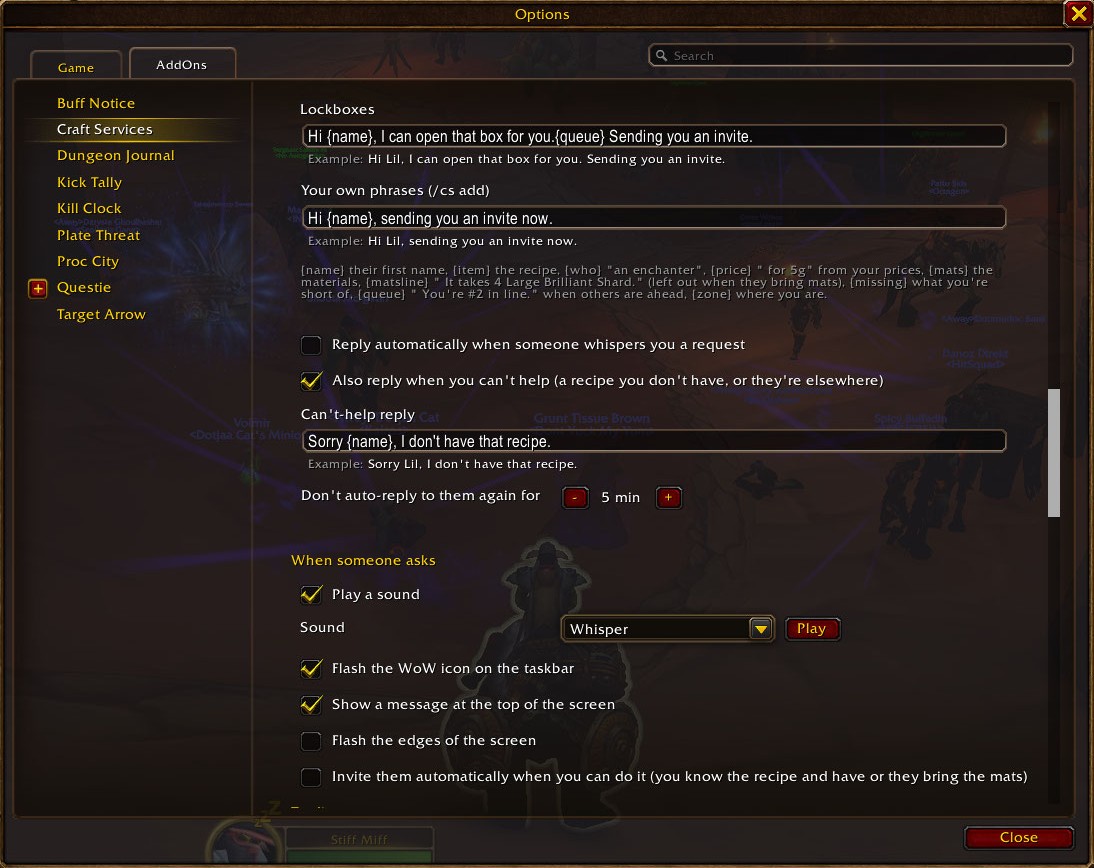 Options
Game
AddOns
Search
Buff Notice
Craft Services
Dungeon Journal
Kick Tally
Kill Clock
Plate Threat
Proc City
Questie
Target Arrow
Lockboxes
Hi {name}, I can open that box for you.{queue} Sending you an invite.
Example: Hi Lil, I can open that box for you. Sending you an invite.
Your own phrases (/cs add)
Hi {name}, sending you an invite now.
Example: Hi Lil, sending you an invite now.
{name} their first name, {item} the recipe, {who} "an enchanter", {price} " for 5g" from your prices, {mats} the
materials, {matsline} " It takes 4 Large Brilliant Shard." (left out when they bring mats), {missing} what you're
short of, {queue} " You're #2 in line." when others are ahead, {zone} where you are.
Reply automatically when someone whispers you a request
Also reply when you can't help (a recipe you don't have, or they're elsewhere)
Can't-help reply
Grunt Tissue Brown
Sorry {name}, I don't have that recipe.
Example: Sorry Lil, I don't have that recipe.
Don't auto-reply to them again for
- 5 min +
When someone asks
Play a sound
Sound
Whisper
Play
Flash the WoW icon on the taskbar
Show a message at the top of the screen
Flash the edges of the screen
Invite them automatically when you can do it (you know the recipe and have or they bring the mats)
Stiff Miff
Close